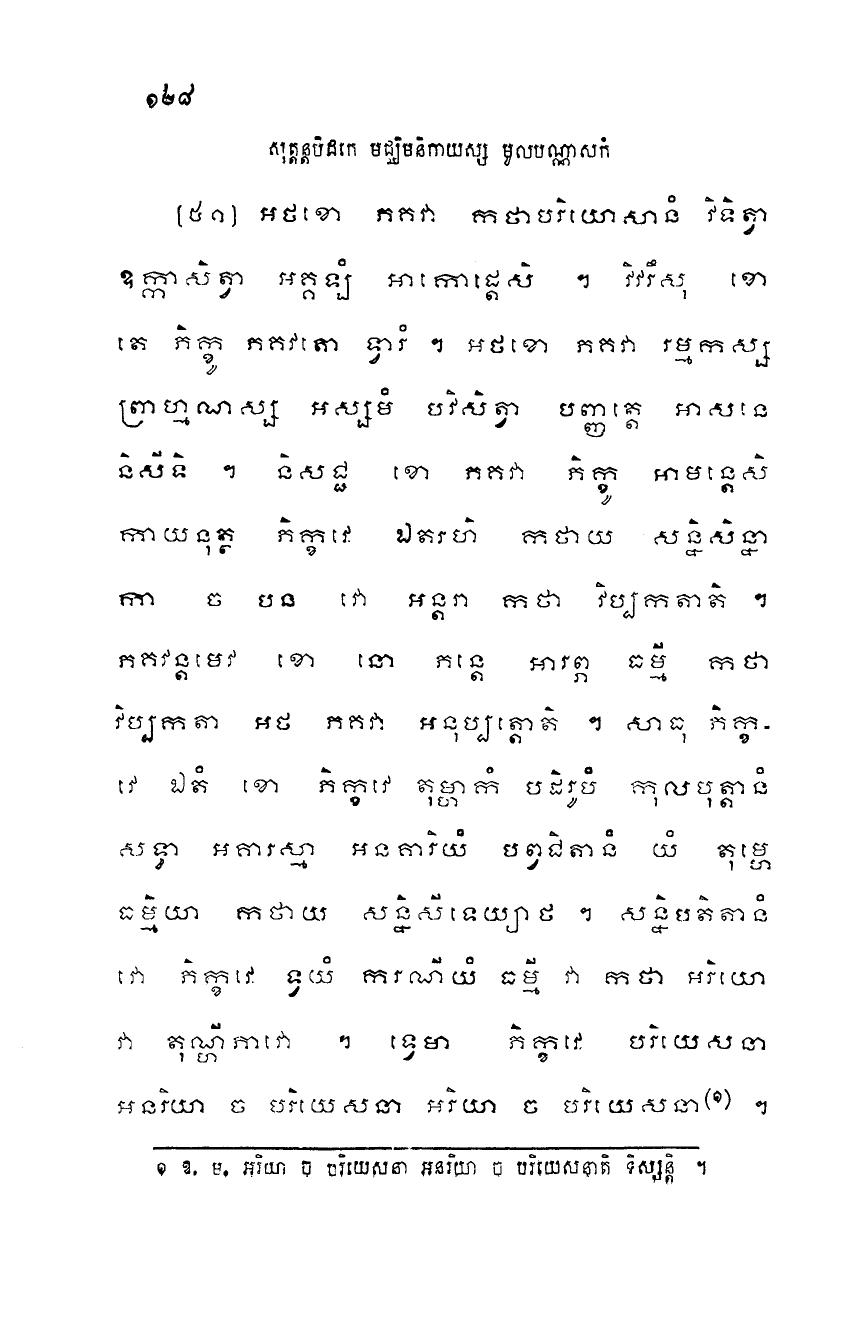 ១២៨
សុត្តន្តបិដកេ មជ្ឈិមនិកាយស្ស មូលបណ្ណាសកំ
(៥១) អថខោ ភគវា កថាបរិយោសានំ វិទិត្វា
ឧក្កាសិត្វា អគ្គឡំ អាកោដ្តេសិ ។ វិវរឹសុ ខោ
តេ ភិក្ខូ ភគវតោ ទ្វារំ ។ អថខោ ភគវា រម្មកស្ស
ព្រាហ្មណស្ស អស្សមំ បវិសិត្វា បញ្ញត្តេ អាសនេ
និសីទិ ។ និសជ្ជ ខោ ភគវា ភិក្ខូ អាមន្តេសិ
កាយនុត្ថ ភិក្ខវេ ឯតរហិ កថាយ សន្និសិន្នា
កា ច បន វោ អន្តរា កថា វិប្បកតាតិ ។
ភគវន្តមេវ ខោ នោ ភន្តេ អារព្ភ ធម្មី កថា
វិប្បកតា អថ ភគវា អនុប្បត្តោតិ ។ សាធុ ភិក្ខ-
វេ ឯតំ ខោ ភិក្ខវេ តុម្ហាកំ បដិរូបំ កុលបុត្តានំ
សទ្ធា អគារស្មា អនគារិយំ បព្វជិតានំ យំ តុម្ហេ
ធម្មិយា កថាយ សន្និសីទេយ្យាថ ។ សន្និបតិតានំ
វោ ភិក្ខវេ ទ្វយំ ករណីយំ ធម្មី វា កថា អរិយោ
វា តុណ្ហីភាវោ ។ ទ្វេមា ភិក្ខវេ បរិយេសនា
អនរិយា ច បរិយេសនា អរិយា ច បរិយេសនា(១) ។
១ ឱ. ម. អរិយា ច បរិយេសនា អនរិយា ច បរិយេសនាតិ ទិស្សន្តិ ។